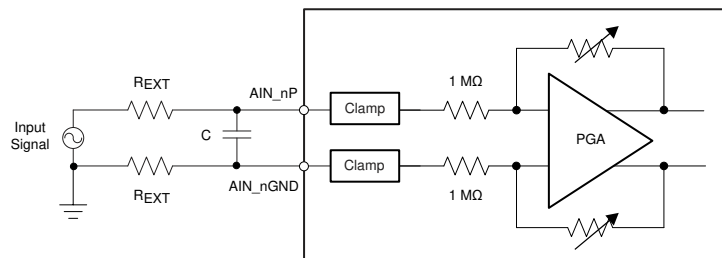 REXT
AIN_nP
Clamp
1 MΩ
Input
Signal
C
PGA
Clamp
REXT
AIN_nGND
1 MΩ